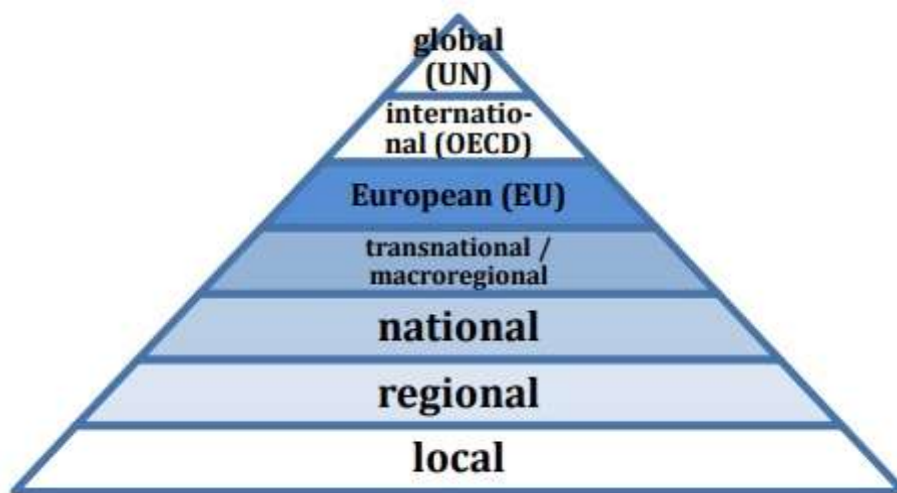 global
(UN)
internatio-
nal (OECD)
European (EU)
transnational /
macroregional
national
regional
local